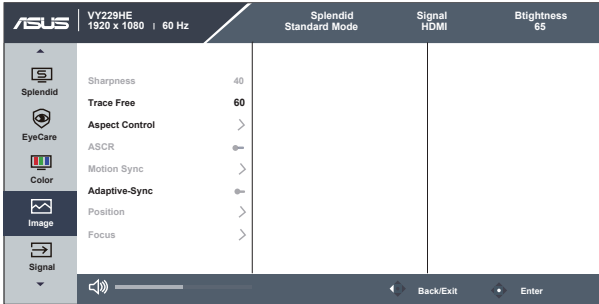 ASUS
VY229HE
1920 x 1080 | 60 Hz
Splendid
Standard Mode
Signal
HDMI
Btightness
65
Splendid
EyeCare
Color
Image
Signal
Sharpness 40
Trace Free 60
Aspect Control
ASCR
Motion Sync
Adaptive-Sync
Position
Focus
Back/Exit
Enter